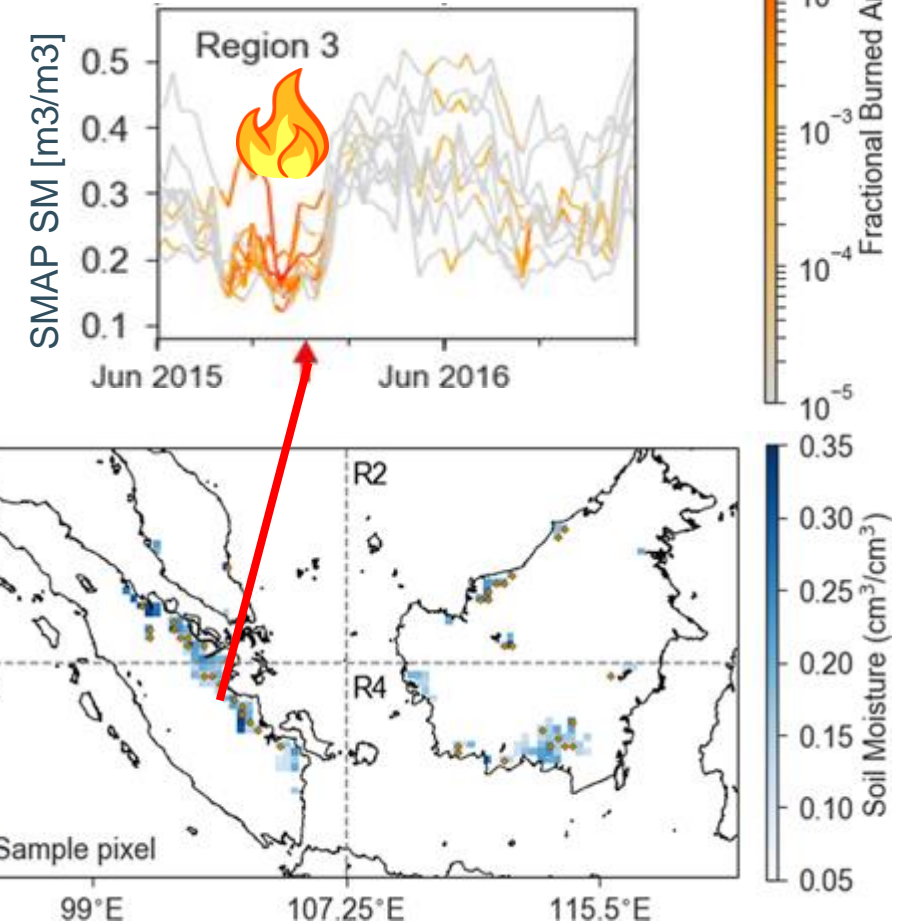 Region 3
SMAP SM [m3/m3]
0.5
0.4
0.3
0.2
0.1
Jun 2015
Jun 2016
10⁻³
10⁻⁴
10⁻⁵
Fractional Burned
R2
R4
Sample pixel
99°E
107.25°E
115.5°E
0.35
0.30
0.25
0.20
0.15
0.10
0.05
Soil Moisture (cm³/cm³)